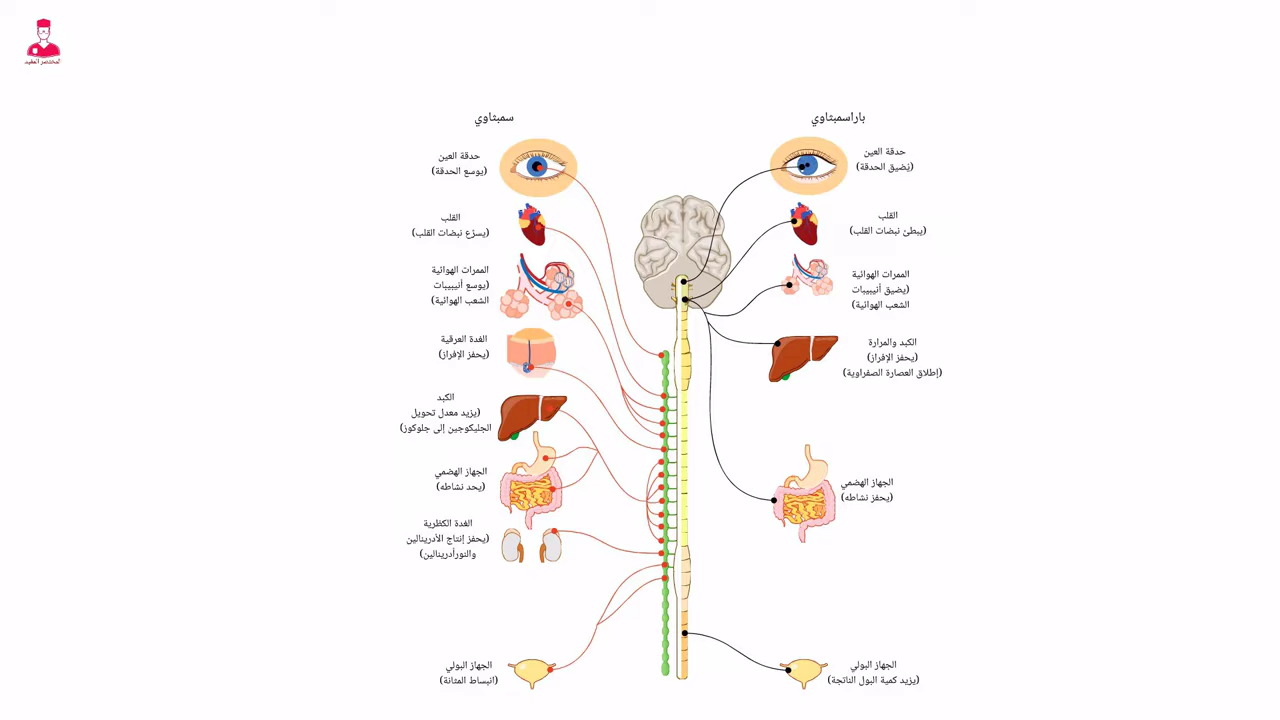 المختصر المفيد
باراسمبثاوي
حدقة العين
(يُضيق الحدقة)
القلب
(يبطئ نبضات القلب)
الممرات الهوائية
(يضيق أنيبيبات
الشعب الهوائية)
الكبد والمرارة
(يحفز الإفراز)
(إطلاق العصارة الصفراوية)
الجهاز الهضمي
(يحفز نشاطه)
الجهاز البولي
(يزيد كمية البول الناتجة)
سمبثاوي
حدقة العين
(يوسع الحدقة)
القلب
(يسرّع نبضات القلب)
الممرات الهوائية
(يوسع أنيبيبات
الشعب الهوائية)
الغدة العرقية
(يحفز الإفراز)
الكبد
(يزيد معدل تحويل
الجليكوجين إلى جلوكوز)
الجهاز الهضمي
(يحد نشاطه)
الغدة الكظرية
(يحفز إنتاج الأدرينالين
والنورأدرينالين)
الجهاز البولي
(انبساط المثانة)